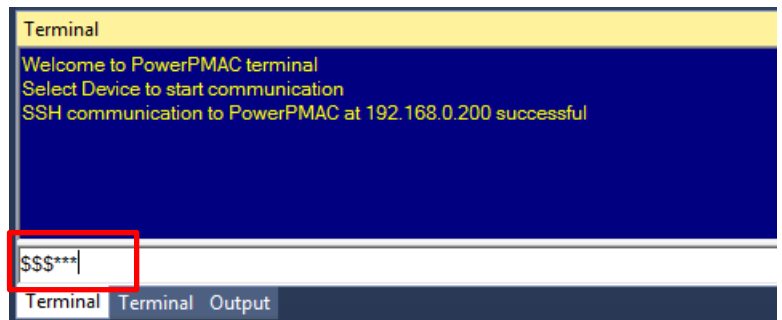 Terminal
Welcome to PowerPMAC terminal
Select Device to start communication
SSH communication to PowerPMAC at 192.168.0.200 successful
$$$***
Terminal Terminal Output